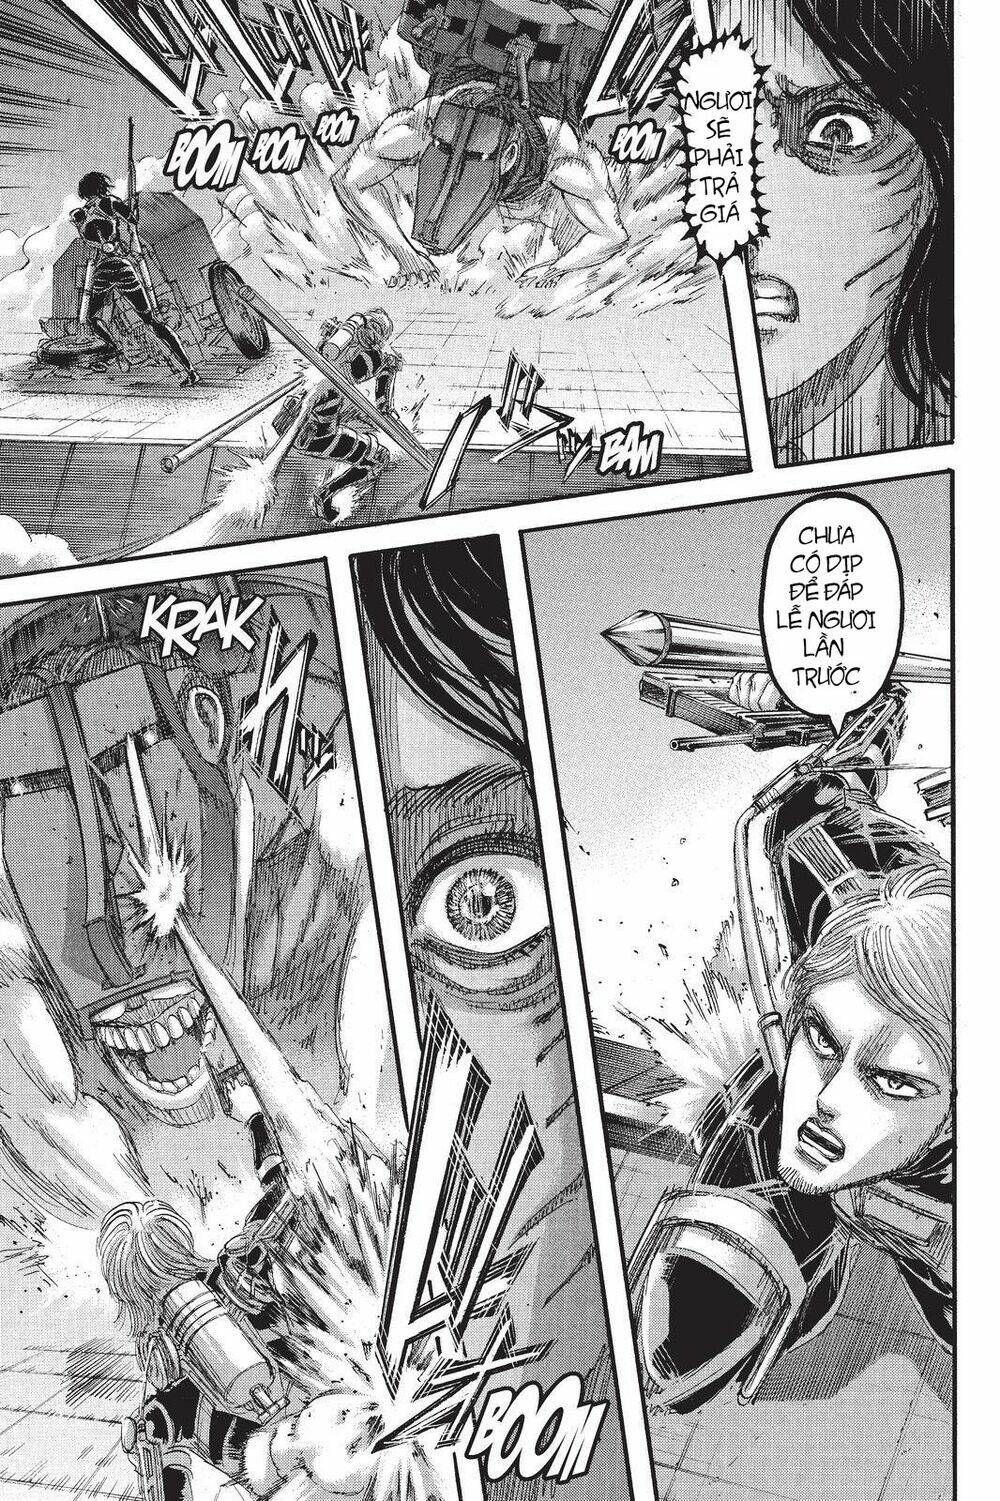 NGƯƠI
SẼ
PHẢI
TRẢ
GIÁ
BOOM
BOOM
BOOM
BOOM
BAM
CHƯA
CÓ DỊP
ĐỂ ĐÁP
LỄ NGƯƠI
LẦN
TRƯỚC
KRAK
BOOM